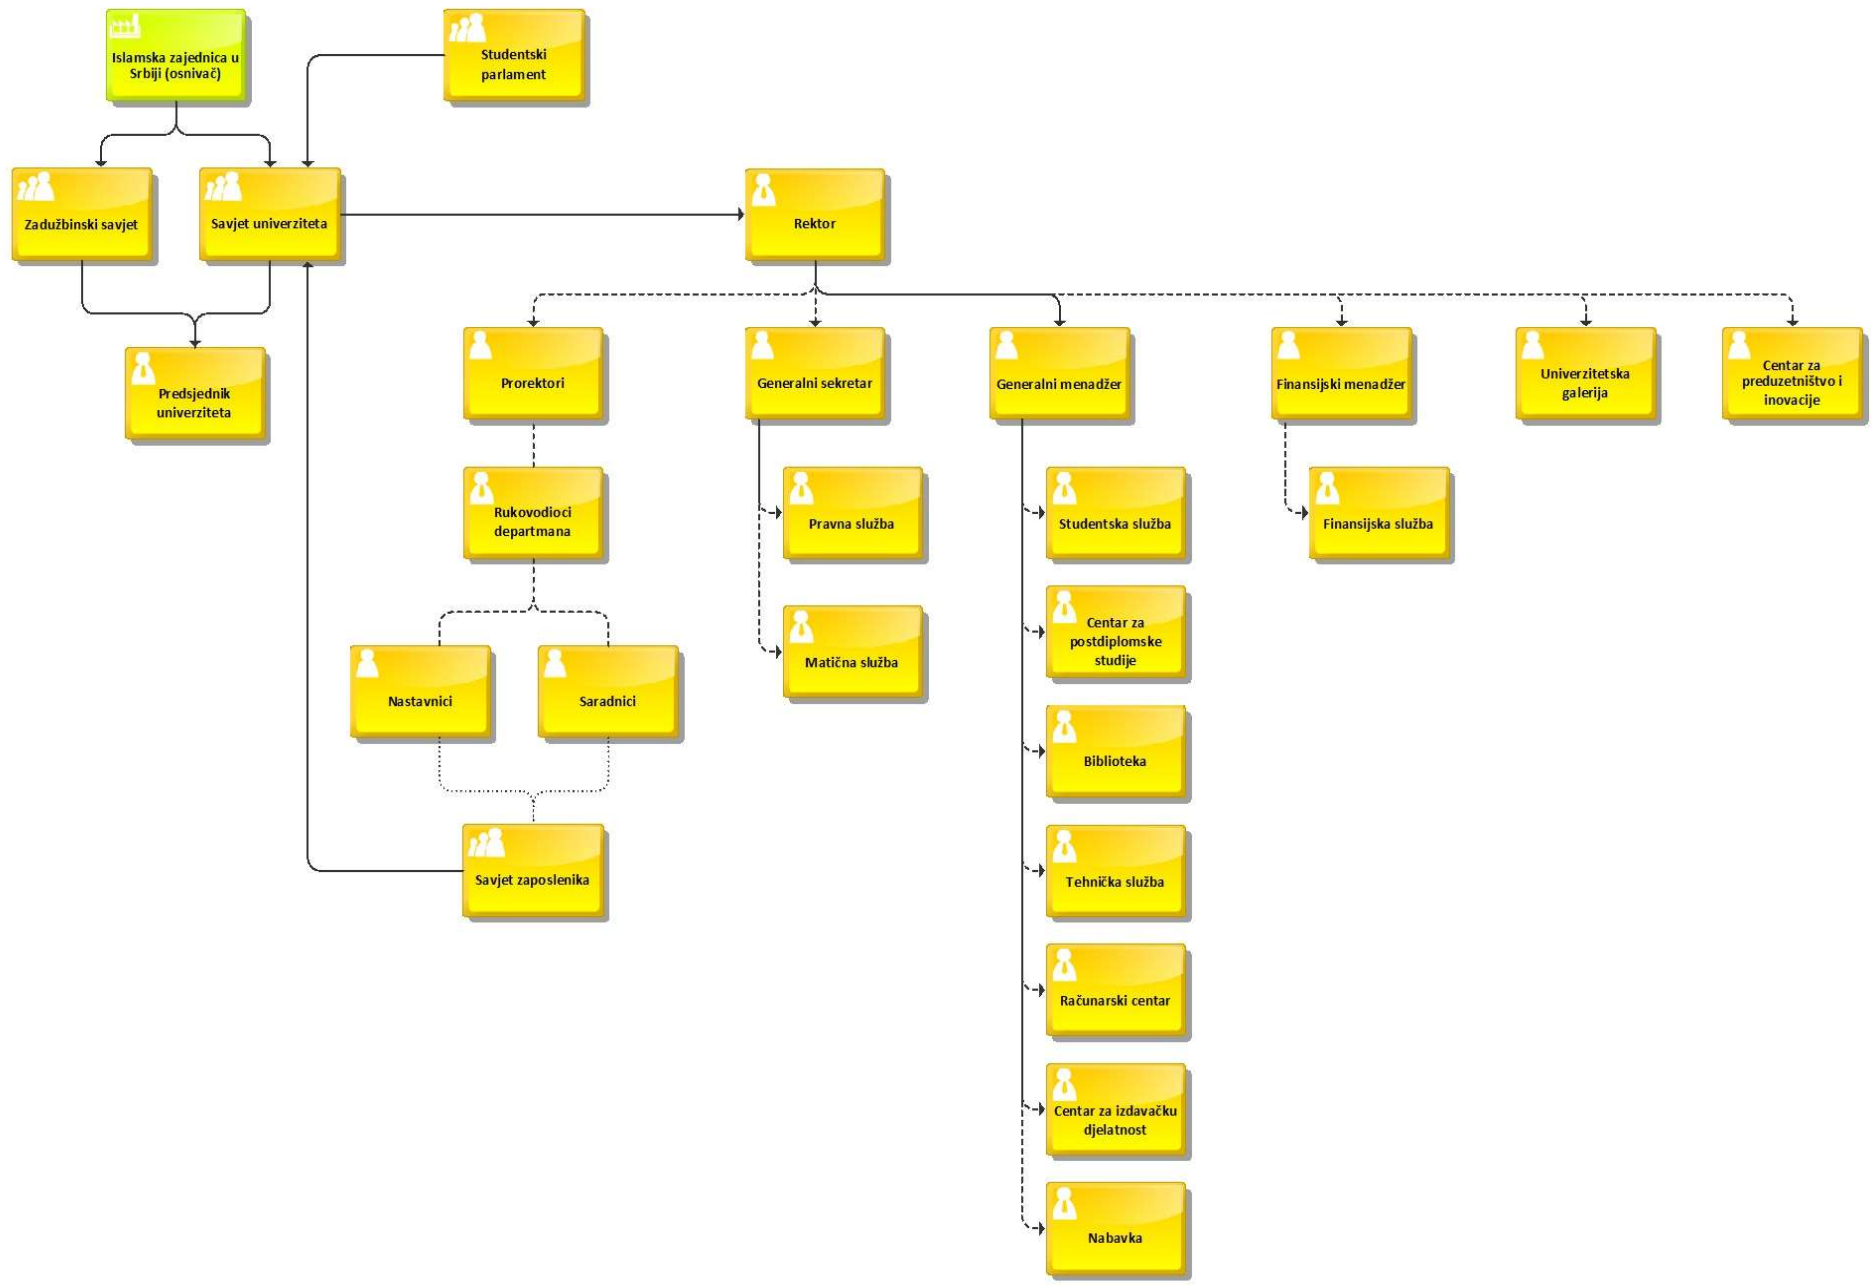 Islamska zajednica u
Srbiji (osnivač)
Studentski
parlament
Zadužbinski savjet
Savjet univerziteta
Rektor
Predsjednik
univerziteta
Prorektori
Generalni sekretar
Generalni menadžer
Finansijski menadžer
Univerzitetska
galerija
Centar za
preduzetništvo i
inovacije
Rukovodioci
departmana
Pravna služba
Studentska služba
Finansijska služba
Nastavnici
Saradnici
Matična služba
Centar za
postdiplomske
studije
Biblioteka
Savjet zaposlenika
Tehnička služba
Računarski centar
Centar za izdavačku
djelatnost
Nabavka